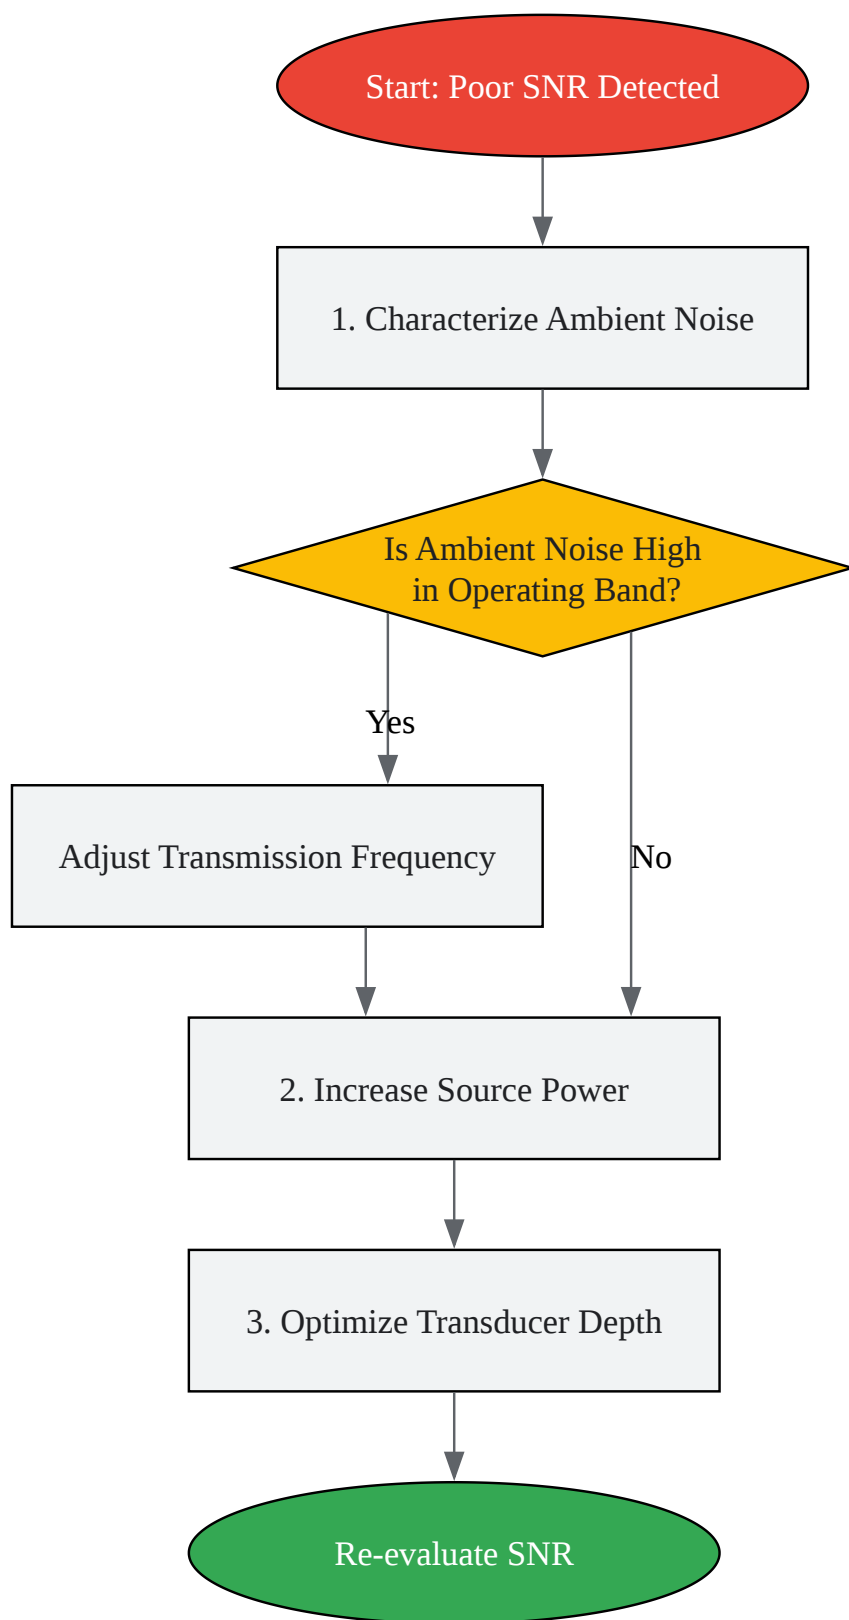 Start: Poor SNR Detected
1. Characterize Ambient Noise
Is Ambient Noise High
in Operating Band?
Yes
Adjust Transmission Frequency
No
2. Increase Source Power
3. Optimize Transducer Depth
Re-evaluate SNR